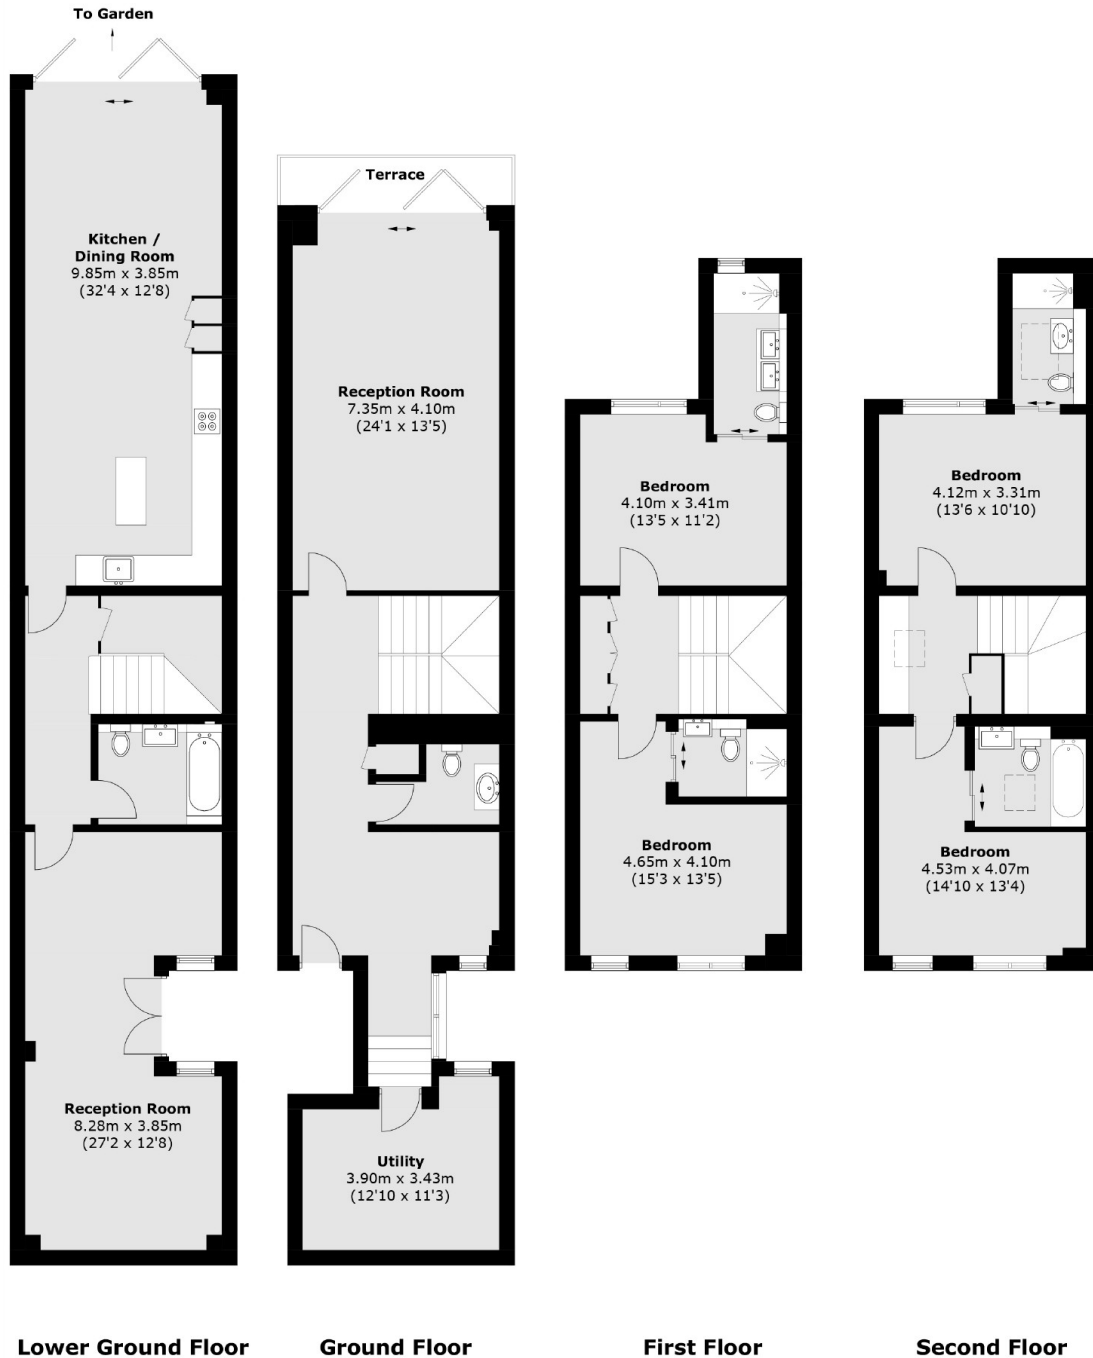 To Garden
Kitchen /
Dining Room
9.85m x 3.85m
(32'4 x 12'8)
Reception Room
8.28m x 3.85m
(27'2 x 12'8)
Lower Ground Floor
Terrace
Reception Room
7.35m x 4.10m
(24'1 x 13'5)
Utility
3.90m x 3.43m
(12'10 x 11'3)
Ground Floor
Bedroom
4.10m x 3.41m
(13'5 x 11'2)
Bedroom
4.65m x 4.10m
(15'3 x 13'5)
First Floor
Bedroom
4.12m x 3.31m
(13'6 x 10'10)
Bedroom
4.53m x 4.07m
(14'10 x 13'4)
Second Floor